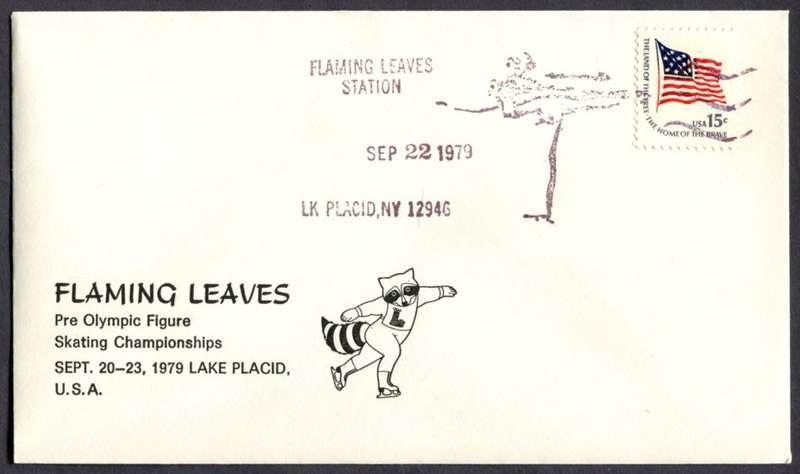 FLAMING LEAVES
STATION
SEP 22 1979
LK PLACID, NY 12946
THE LAND OF THE FREE · THE HOME OF THE BRAVE
USA 15c
FLAMING LEAVES
Pre Olympic Figure
Skating Championships
SEPT. 20–23, 1979 LAKE PLACID,
U.S.A.
L